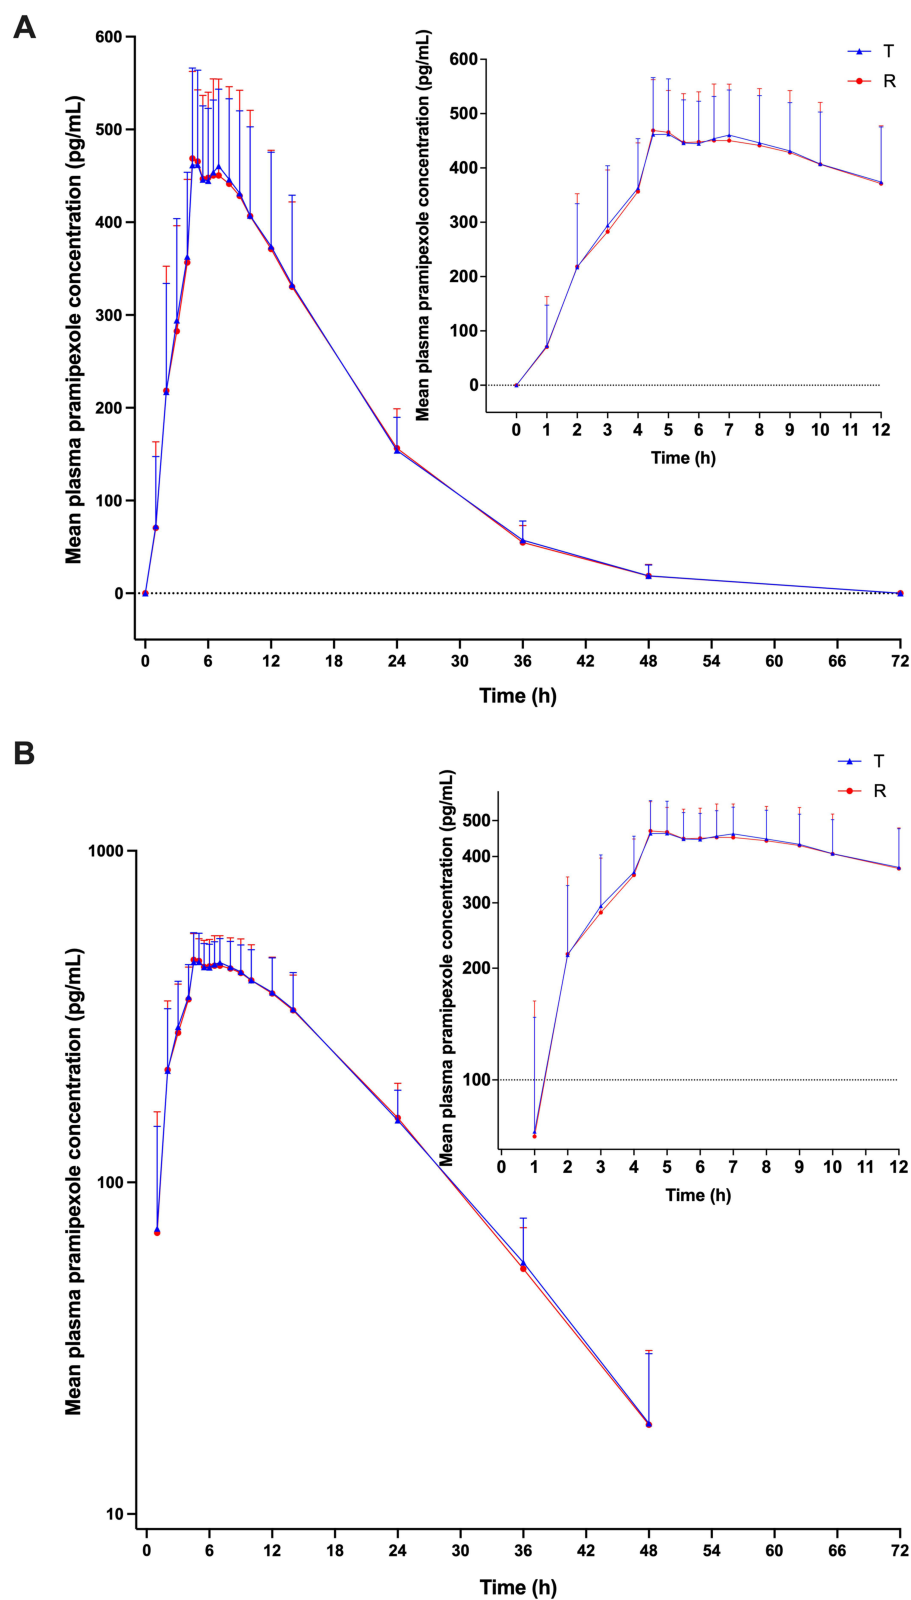 A
Mean plasma pramipexole concentration (pg/mL)
600
500
400
300
200
100
0
0 6 12 18 24 30 36 42 48 54 60 66 72
Time (h)
Mean plasma pramipexole concentration (pg/mL)
600
500
400
300
200
100
0
0 1 2 3 4 5 6 7 8 9 10 11 12
Time (h)
T
R
B
Mean plasma pramipexole concentration (pg/mL)
1000
100
10
0 6 12 18 24 30 36 42 48 54 60 66 72
Time (h)
Mean plasma pramipexole concentration (pg/mL)
500
400
300
200
100
0 1 2 3 4 5 6 7 8 9 10 11 12
Time (h)
T
R